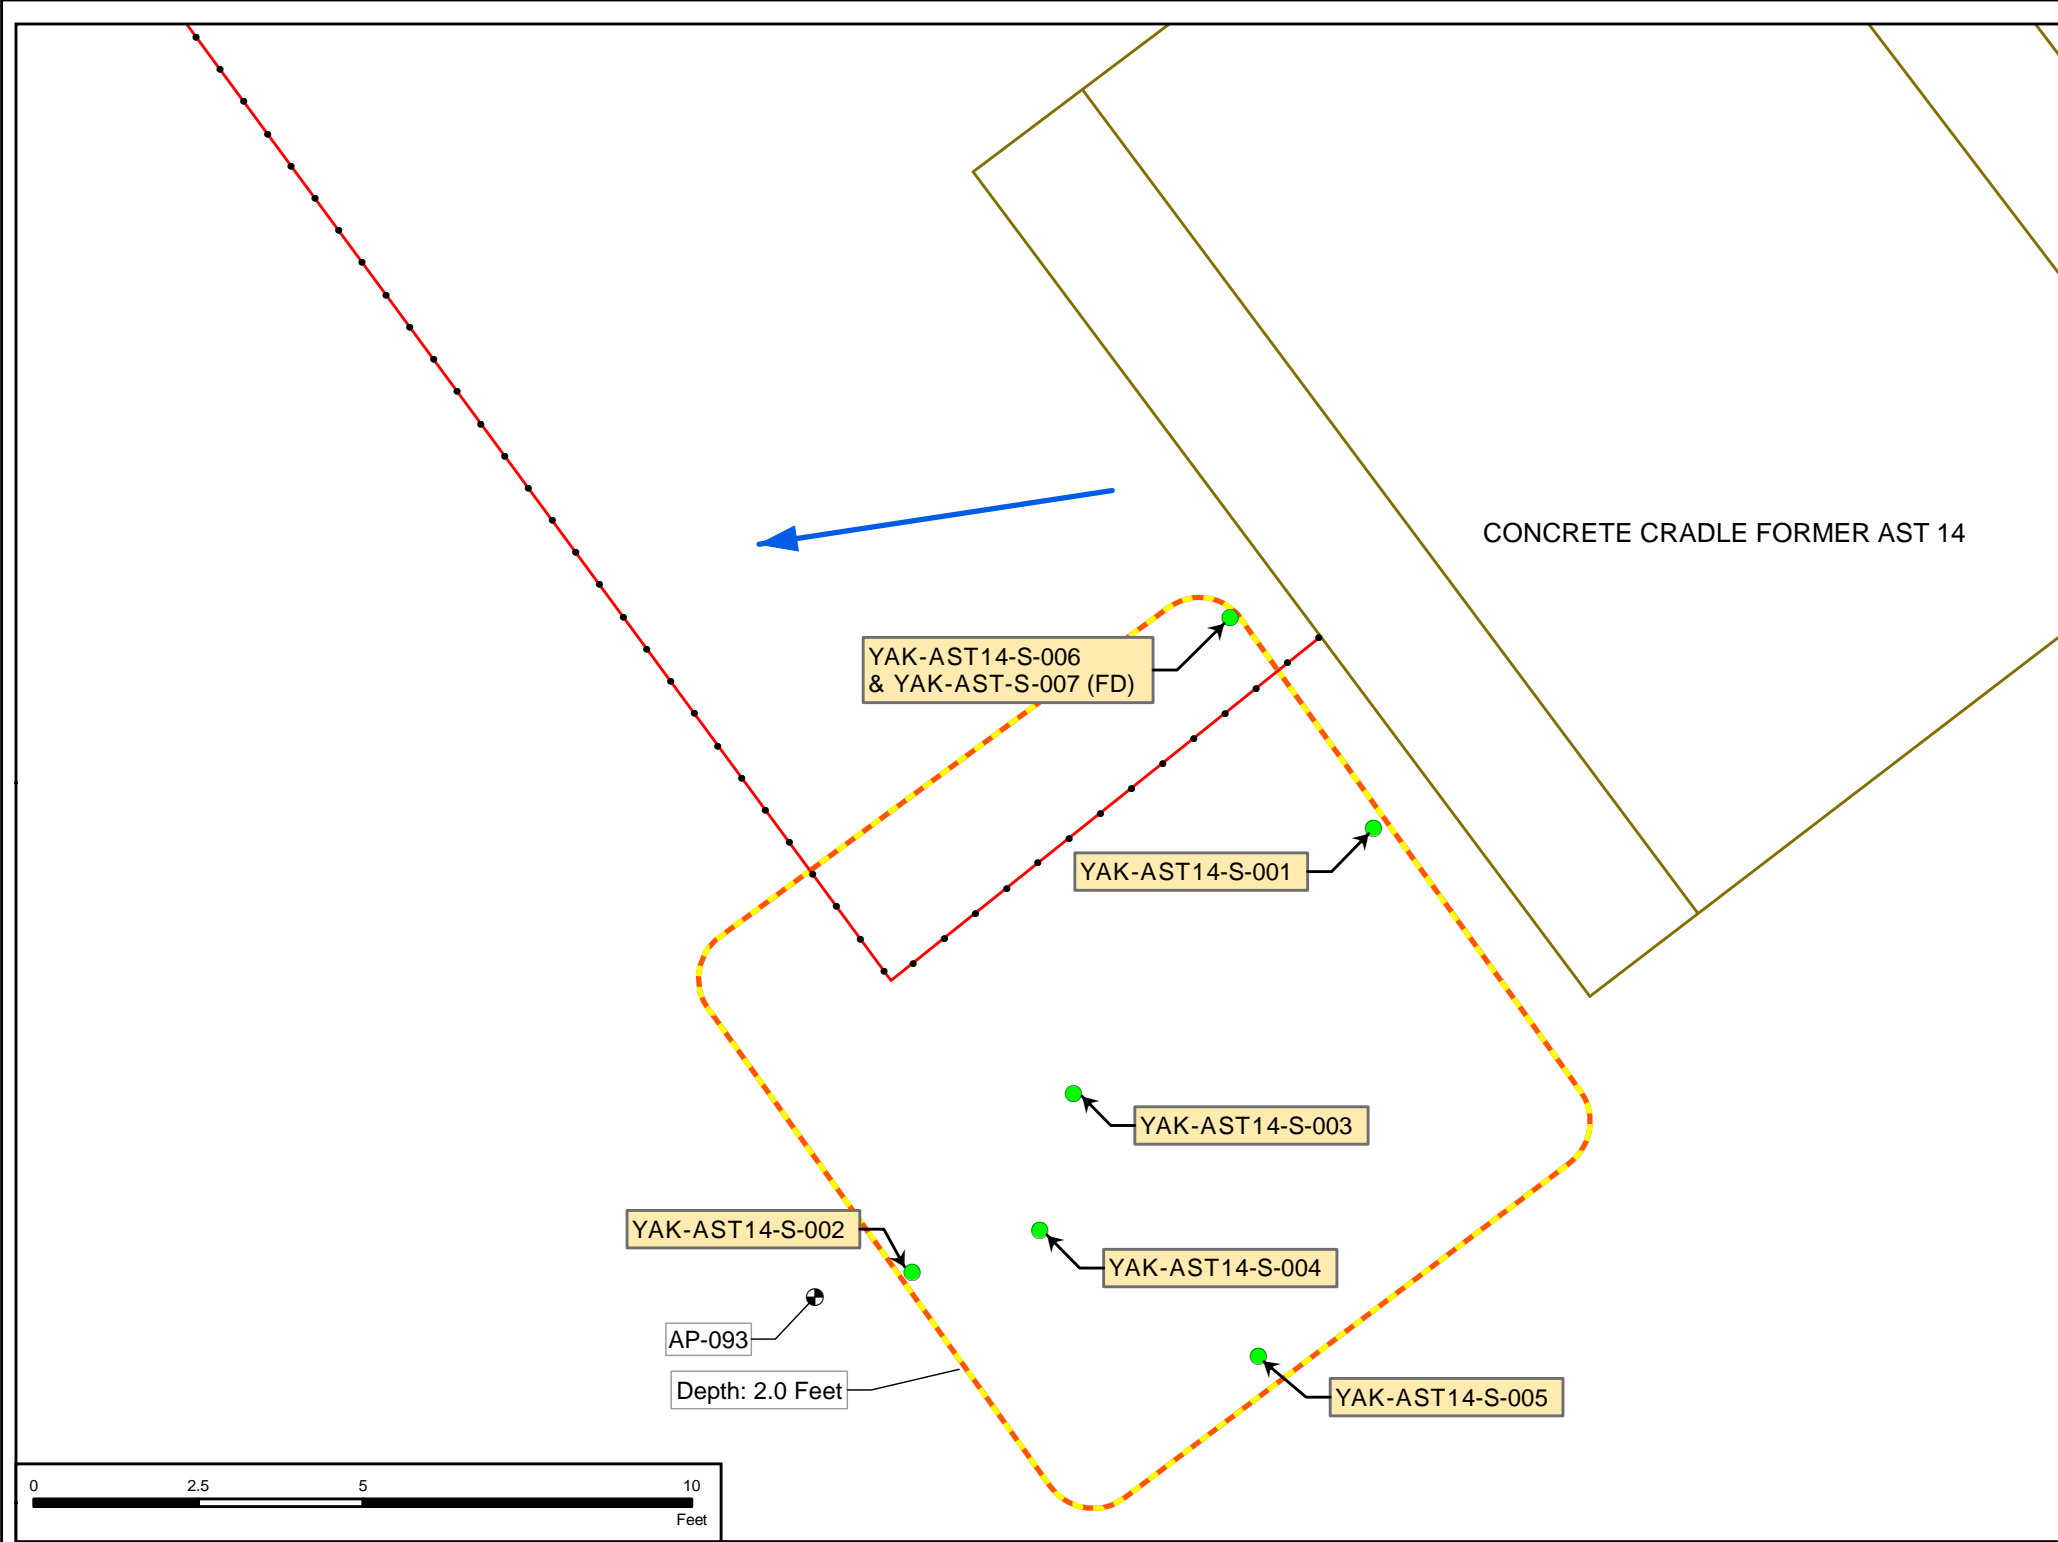 CONCRETE CRADLE FORMER AST 14
YAK-AST14-S-006
& YAK-AST-S-007 (FD)
YAK-AST14-S-001
YAK-AST14-S-003
YAK-AST14-S-002
YAK-AST14-S-004
AP-093
Depth: 2.0 Feet
YAK-AST14-S-005
0 2.5 5 10
Feet